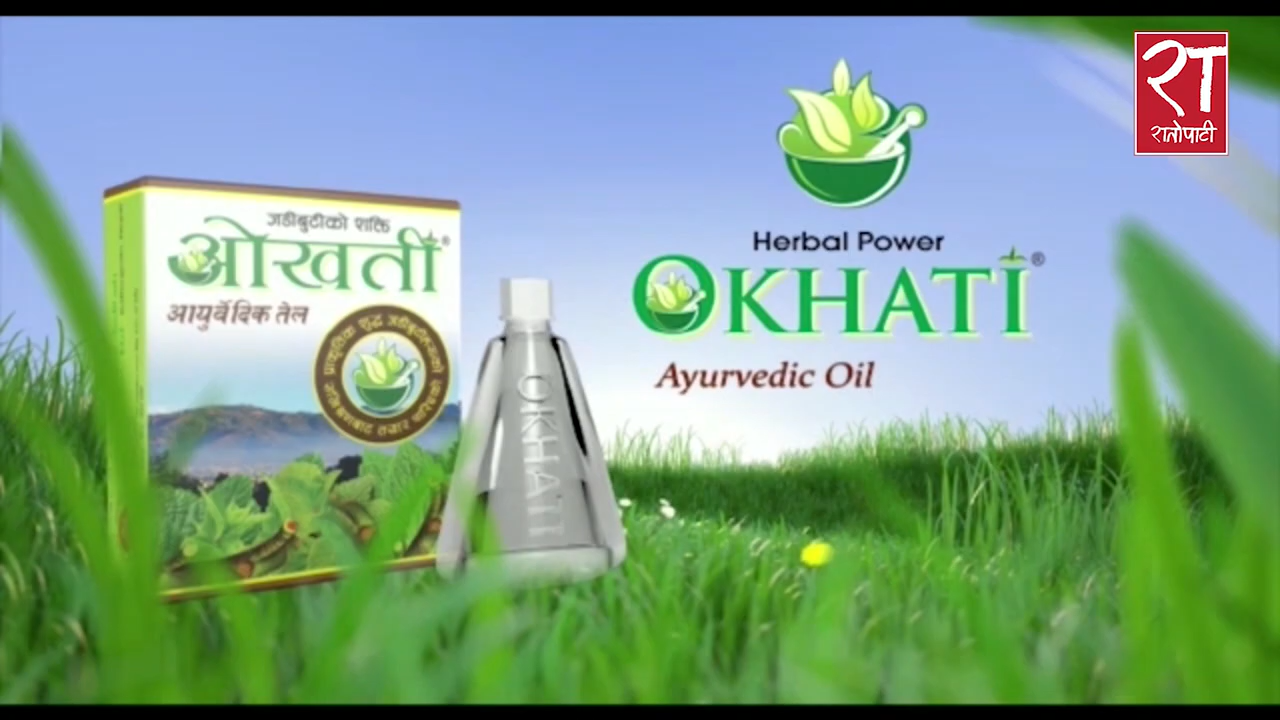 जडीबुटीको शक्ति
ओखती®
आयुर्वेदिक तेल
OKHATI
Herbal Power
OKHATI®
Ayurvedic Oil
रा
रातोपाटी